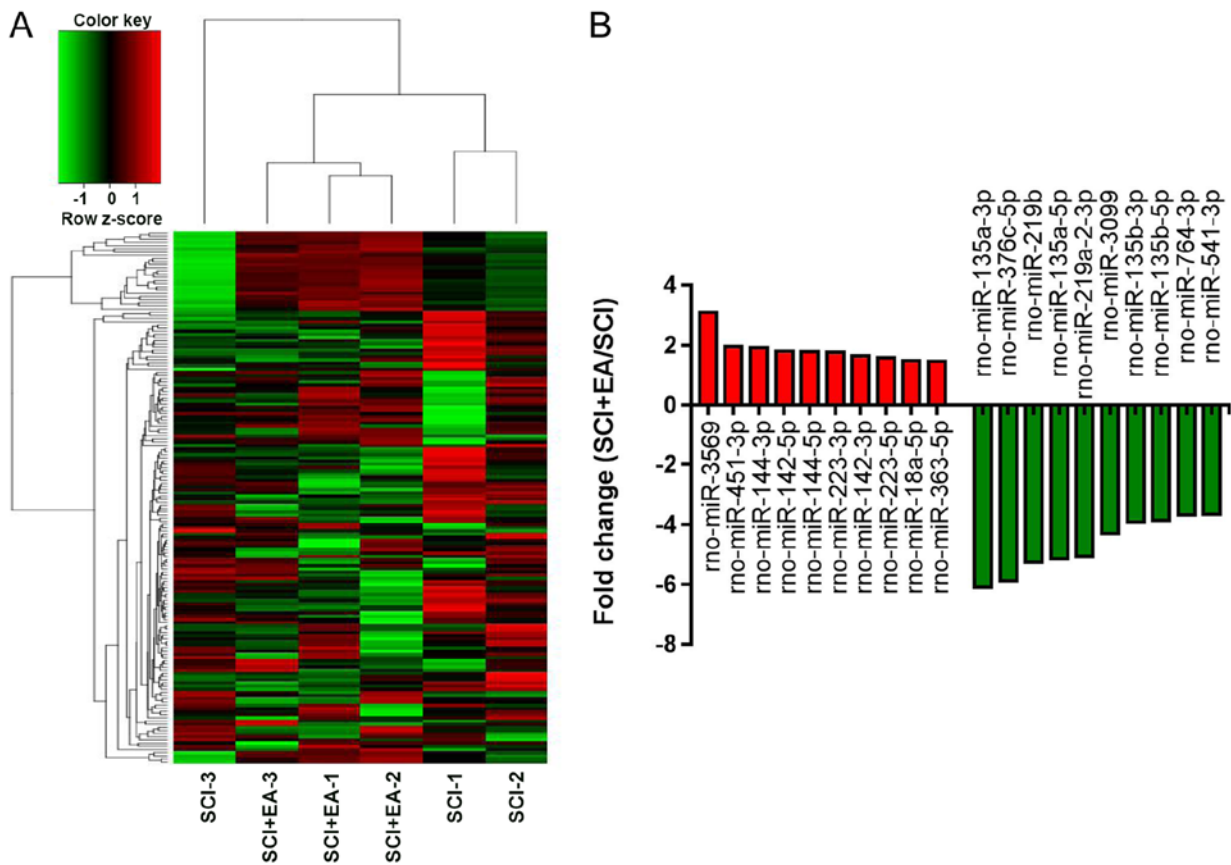 A
Color key
-1 0 1
Row z-score
SCI-3
SCI+EA-3
SCI+EA-1
SCI+EA-2
SCI-1
SCI-2
B
Fold change (SCI+EA/SCI)
4
2
0
-2
-4
-6
-8
rno-miR-3569
rno-miR-451-3p
rno-miR-144-3p
rno-miR-142-5p
rno-miR-144-5p
rno-miR-223-3p
rno-miR-142-3p
rno-miR-223-5p
rno-miR-18a-5p
rno-miR-363-5p
rno-miR-135a-3p
rno-miR-376c-5p
rno-miR-219b
rno-miR-135a-5p
rno-miR-219a-2-3p
rno-miR-3099
rno-miR-135b-3p
rno-miR-135b-5p
rno-miR-764-3p
rno-miR-541-3p